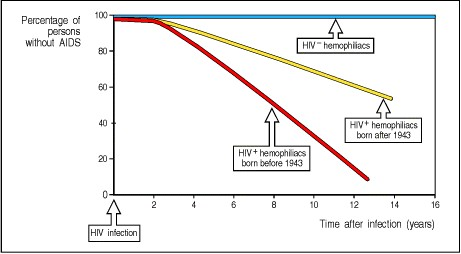 Percentage of
persons
without AIDS
100
80
60
40
20
0
HIV− hemophiliacs
HIV+ hemophiliacs
born after 1943
HIV+ hemophiliacs
born before 1943
2 4 6 8 10 12 14 16
HIV infection
Time after infection (years)